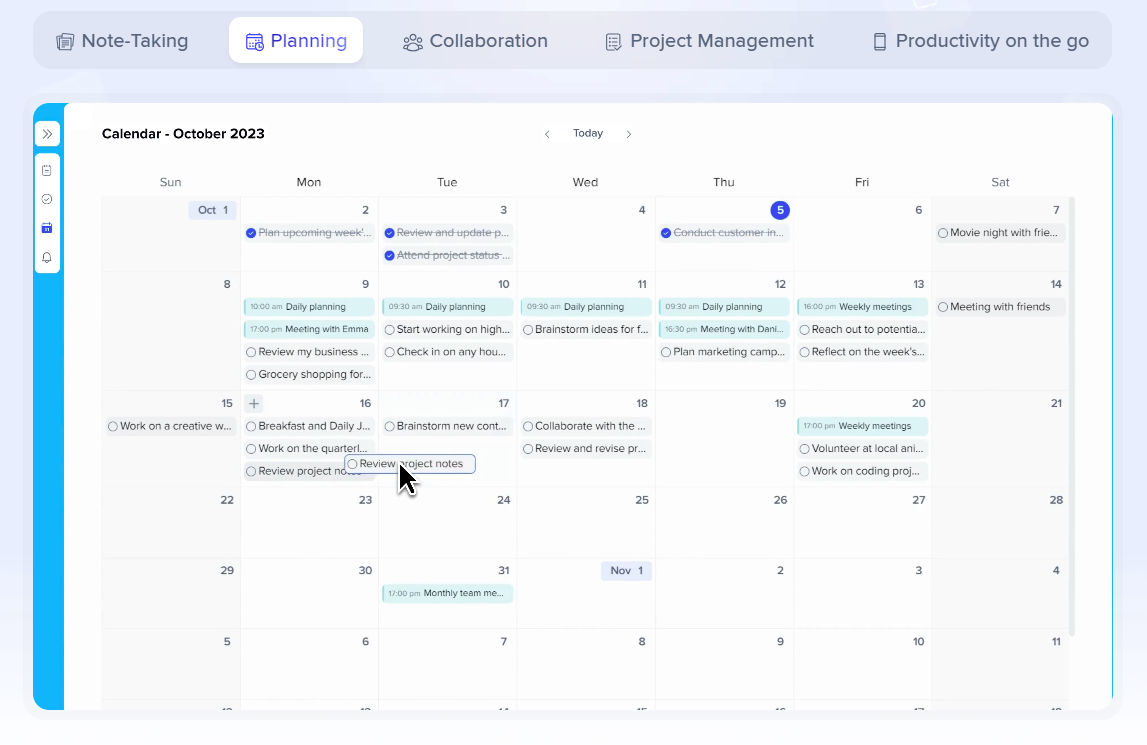 Note-Taking
Planning
Collaboration
Project Management
Productivity on the go
Calendar - October 2023
Today
Sun Mon Tue Wed Thu Fri Sat
Oct 1 2 3 4 5 6 7
Plan upcoming week'...
Review and update p...
Conduct customer in...
Movie night with frie...
Attend project status ...
8 9 10 11 12 13 14
10:00 am Daily planning
09:30 am Daily planning
09:30 am Daily planning
09:30 am Daily planning
16:00 pm Weekly meetings
Meeting with friends
17:00 pm Meeting with Emma
Start working on high...
Brainstorm ideas for f...
16:30 pm Meeting with Dani...
Reach out to potentia...
Review my business ...
Check in on any hou...
Plan marketing camp...
Reflect on the week's...
Grocery shopping for...
15 16 17 18 19 20 21
Work on a creative w...
Breakfast and Daily J...
Brainstorm new cont...
Collaborate with the ...
17:00 pm Weekly meetings
Work on the quarterl...
Review and revise pr...
Volunteer at local ani...
Review project notes
Review project
Work on coding proj...
22 23 24 25 26 27 28
29 30 31 Nov 1 2 3 4
17:00 pm Monthly team me...
5 6 7 8 9 10 11